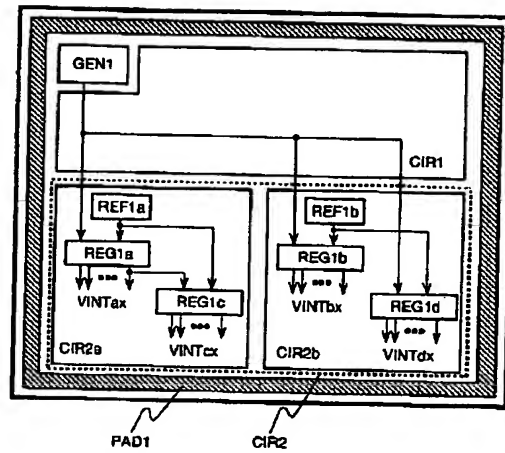 GEN1
CIR1
REF1a
REF1b
REG1a
REG1b
VINTax
REG1c
VINTbx
REG1d
CIR2a
VINTcx
CIR2b
VINTdx
PAD1
CIR2